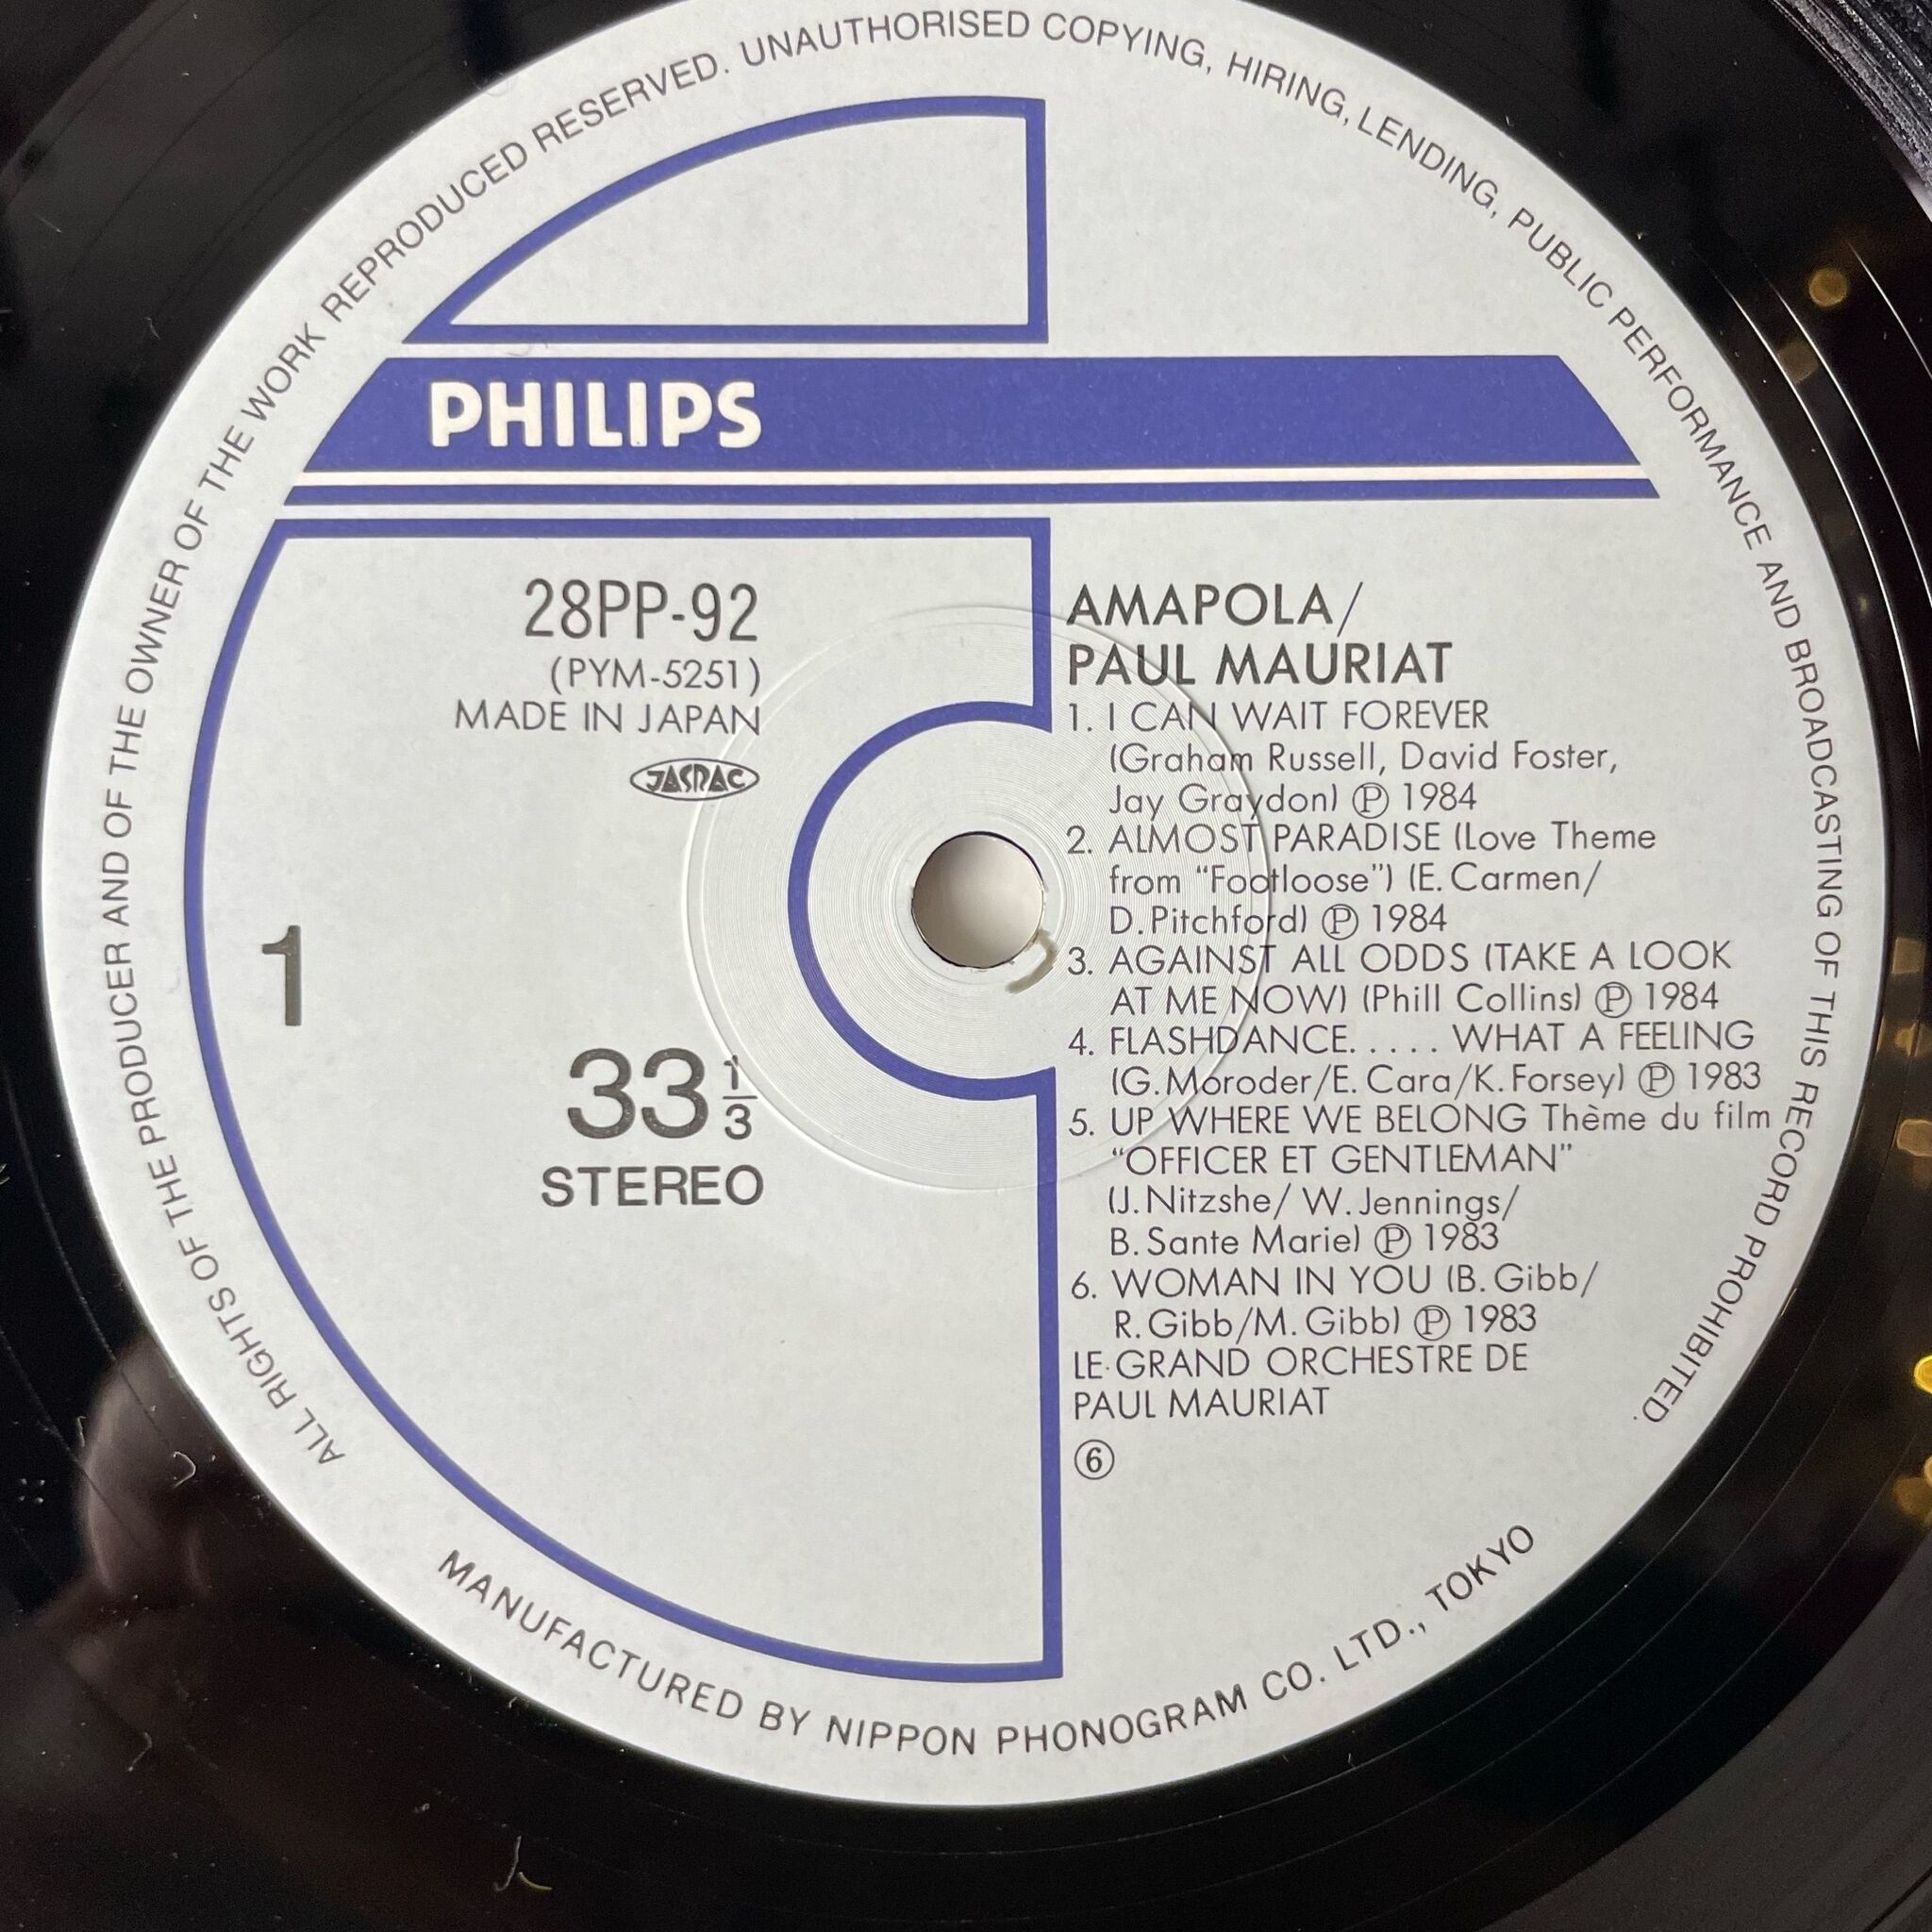 ALL RIGHTS OF THE PRODUCER AND OF THE OWNER OF THE WORK REPRODUCED RESERVED. UNAUTHORISED COPYING, HIRING, LENDING, PUBLIC PERFORMANCE AND BROADCASTING OF THIS RECORD PROHIBITED.
PHILIPS
28PP-92
(PYM-5251)
MADE IN JAPAN
JASRAC
1
33 1/3
STEREO
AMAPOLA/
PAUL MAURIAT
1. I CAN WAIT FOREVER
(Graham Russell, David Foster,
Jay Graydon) Ⓟ 1984
2. ALMOST PARADISE (Love Theme
from “Footloose”) (E. Carmen/
D. Pitchford) Ⓟ 1984
3. AGAINST ALL ODDS (TAKE A LOOK
AT ME NOW) (Phill Collins) Ⓟ 1984
4. FLASHDANCE..... WHAT A FEELING
(G. Moroder/E. Cara/K. Forsey) Ⓟ 1983
5. UP WHERE WE BELONG Thème du film
“OFFICER ET GENTLEMAN”
(J. Nitzshe/ W. Jennings/
B. Sante Marie) Ⓟ 1983
6. WOMAN IN YOU (B. Gibb/
R. Gibb/M. Gibb) Ⓟ 1983
LE GRAND ORCHESTRE DE
PAUL MAURIAT
⑥
MANUFACTURED BY NIPPON PHONOGRAM CO. LTD., TOKYO